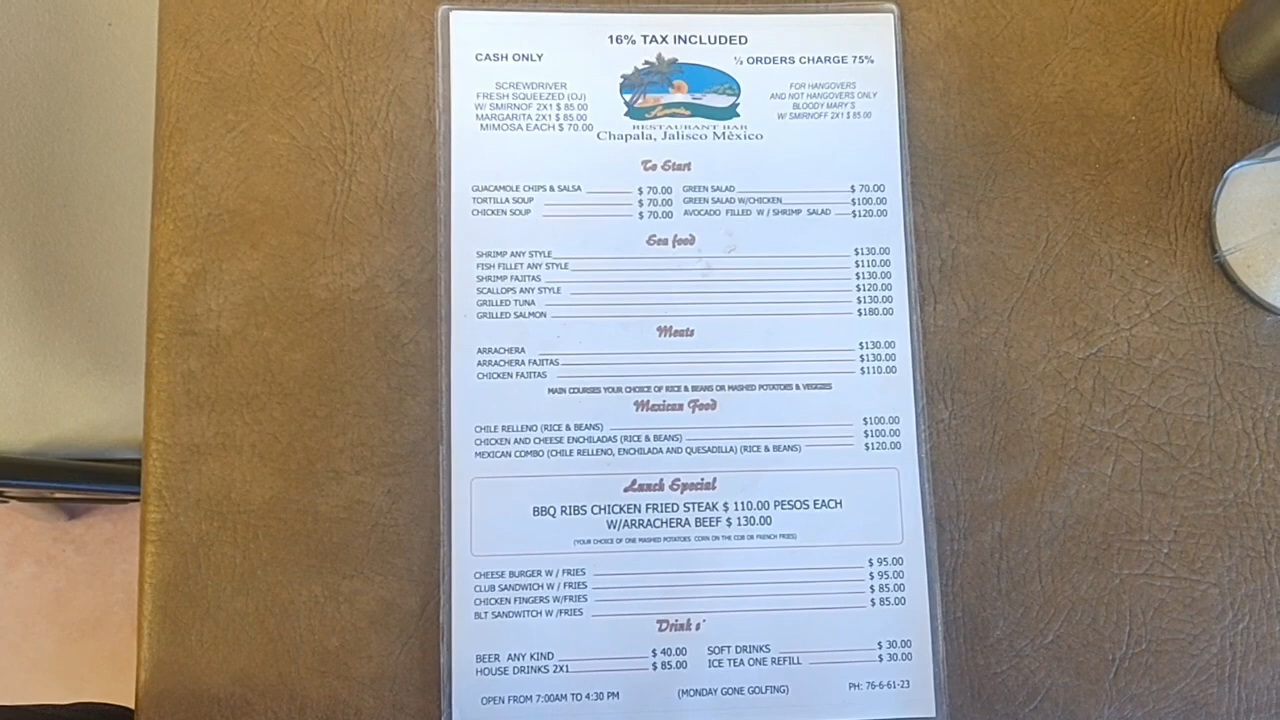 16% TAX INCLUDED
CASH ONLY
½ ORDERS CHARGE 75%
SCREWDRIVER
FRESH SQUEEZED (OJ)
W/ SMIRNOF 2X1 $ 85.00
MARGARITA 2X1 $ 85.00
MIMOSA EACH $ 70.00
RESTAURANT BAR
Chapala, Jalisco Mèxico
FOR HANGOVERS
AND NOT HANGOVERS ONLY
BLOODY MARY'S
W/ SMIRNOFF 2X1 $ 85.00
To Start
GUACAMOLE CHIPS & SALSA $ 70.00
TORTILLA SOUP $ 70.00
CHICKEN SOUP $ 70.00
GREEN SALAD $ 70.00
GREEN SALAD W/CHICKEN $100.00
AVOCADO FILLED W / SHRIMP SALAD $120.00
Sea food
SHRIMP ANY STYLE $130.00
FISH FILLET ANY STYLE $110.00
SHRIMP FAJITAS $130.00
SCALLOPS ANY STYLE $120.00
GRILLED TUNA $130.00
GRILLED SALMON $180.00
Meats
ARRACHERA $130.00
ARRACHERA FAJITAS $130.00
CHICKEN FAJITAS $110.00
MAIN COURSES YOUR CHOICE OF RICE & BEANS OR MASHED POTATOES & VEGGIES
Mexican Food
CHILE RELLENO (RICE & BEANS) $100.00
CHICKEN AND CHEESE ENCHILADAS (RICE & BEANS) $100.00
MEXICAN COMBO (CHILE RELLENO, ENCHILADA AND QUESADILLA) (RICE & BEANS) $120.00
Lunch Special
BBQ RIBS CHICKEN FRIED STEAK $ 110.00 PESOS EACH
W/ARRACHERA BEEF $ 130.00
(YOUR CHOICE OF ONE MASHED POTATOES CORN ON THE COB OR FRENCH FRIES)
CHEESE BURGER W / FRIES $ 95.00
CLUB SANDWICH W / FRIES $ 95.00
CHICKEN FINGERS W/FRIES $ 85.00
BLT SANDWITCH W /FRIES $ 85.00
Drink s'
BEER ANY KIND $ 40.00
HOUSE DRINKS 2X1 $ 85.00
SOFT DRINKS $ 30.00
ICE TEA ONE REFILL $ 30.00
OPEN FROM 7:00AM TO 4:30 PM
(MONDAY GONE GOLFING)
PH: 76-6-61-23